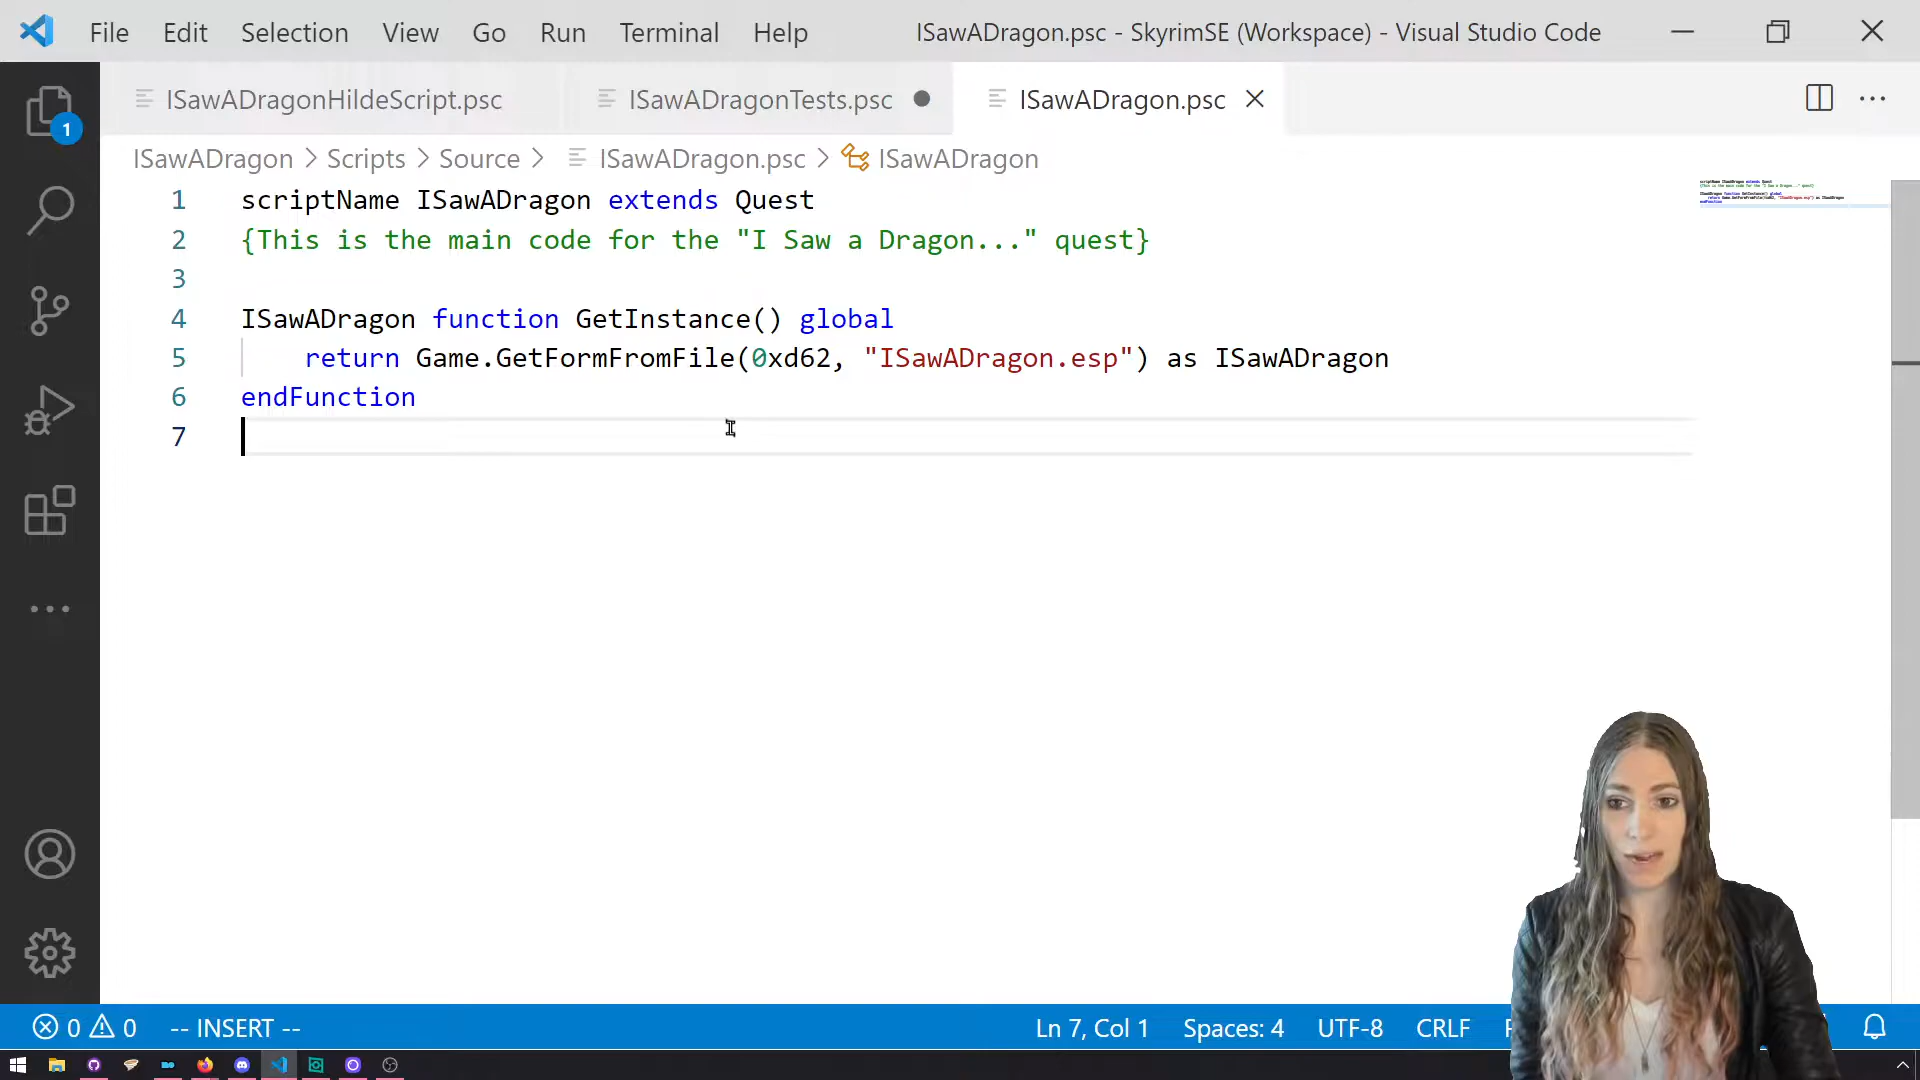 File Edit Selection View Go Run Terminal Help ISawADragon.psc - SkyrimSE (Workspace) - Visual Studio Code
ISawADragonHildeScript.psc ISawADragonTests.psc ISawADragon.psc
ISawADragon > Scripts > Source > ISawADragon.psc > ISawADragon
1 scriptName ISawADragon extends Quest
2 {This is the main code for the "I Saw a Dragon..." quest}
3
4 ISawADragon function GetInstance() global
5 return Game.GetFormFromFile(0xd62, "ISawADragon.esp") as ISawADragon
6 endFunction
7
1
0 0 -- INSERT -- Ln 7, Col 1 Spaces: 4 UTF-8 CRLF